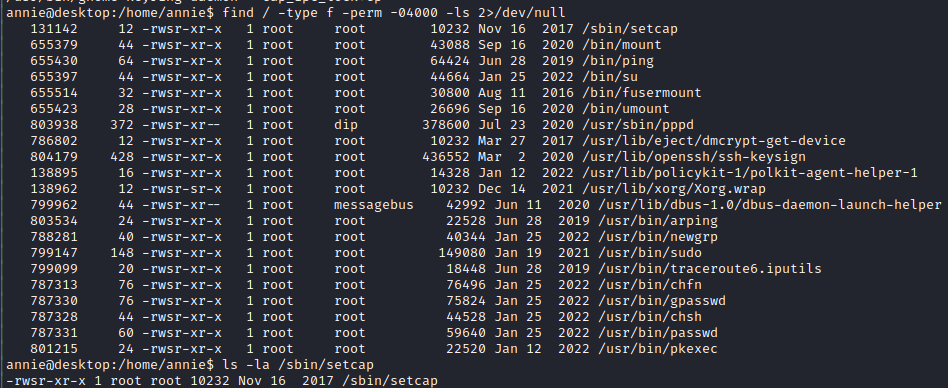 annie@desktop:/home/annie$ find / -type f -perm -04000 -ls 2>/dev/null
131142 12 -rwsr-xr-x 1 root root 10232 Nov 16 2017 /sbin/setcap
655379 44 -rwsr-xr-x 1 root root 43088 Sep 16 2020 /bin/mount
655430 64 -rwsr-xr-x 1 root root 64424 Jun 28 2019 /bin/ping
655397 44 -rwsr-xr-x 1 root root 44664 Jan 25 2022 /bin/su
655514 32 -rwsr-xr-x 1 root root 30800 Aug 11 2016 /bin/fusermount
655423 28 -rwsr-xr-x 1 root root 26696 Sep 16 2020 /bin/umount
803938 372 -rwsr-xr-- 1 root dip 378600 Jul 23 2020 /usr/sbin/pppd
786802 12 -rwsr-xr-x 1 root root 10232 Mar 27 2017 /usr/lib/eject/dmcrypt-get-device
804179 428 -rwsr-xr-x 1 root root 436552 Mar 2 2020 /usr/lib/openssh/ssh-keysign
138895 16 -rwsr-xr-x 1 root root 14328 Jan 12 2022 /usr/lib/policykit-1/polkit-agent-helper-1
138962 12 -rwsr-sr-x 1 root root 10232 Dec 14 2021 /usr/lib/xorg/Xorg.wrap
799962 44 -rwsr-xr-- 1 root messagebus 42992 Jun 11 2020 /usr/lib/dbus-1.0/dbus-daemon-launch-helper
803534 24 -rwsr-xr-x 1 root root 22528 Jun 28 2019 /usr/bin/arping
788281 40 -rwsr-xr-x 1 root root 40344 Jan 25 2022 /usr/bin/newgrp
799147 148 -rwsr-xr-x 1 root root 149080 Jan 19 2021 /usr/bin/sudo
799099 20 -rwsr-xr-x 1 root root 18448 Jun 28 2019 /usr/bin/traceroute6.iputils
787313 76 -rwsr-xr-x 1 root root 76496 Jan 25 2022 /usr/bin/chfn
787330 76 -rwsr-xr-x 1 root root 75824 Jan 25 2022 /usr/bin/gpasswd
787328 44 -rwsr-xr-x 1 root root 44528 Jan 25 2022 /usr/bin/chsh
787331 60 -rwsr-xr-x 1 root root 59640 Jan 25 2022 /usr/bin/passwd
801215 24 -rwsr-xr-x 1 root root 22520 Jan 12 2022 /usr/bin/pkexec
annie@desktop:/home/annie$ ls -la /sbin/setcap
-rwsr-xr-x 1 root root 10232 Nov 16 2017 /sbin/setcap